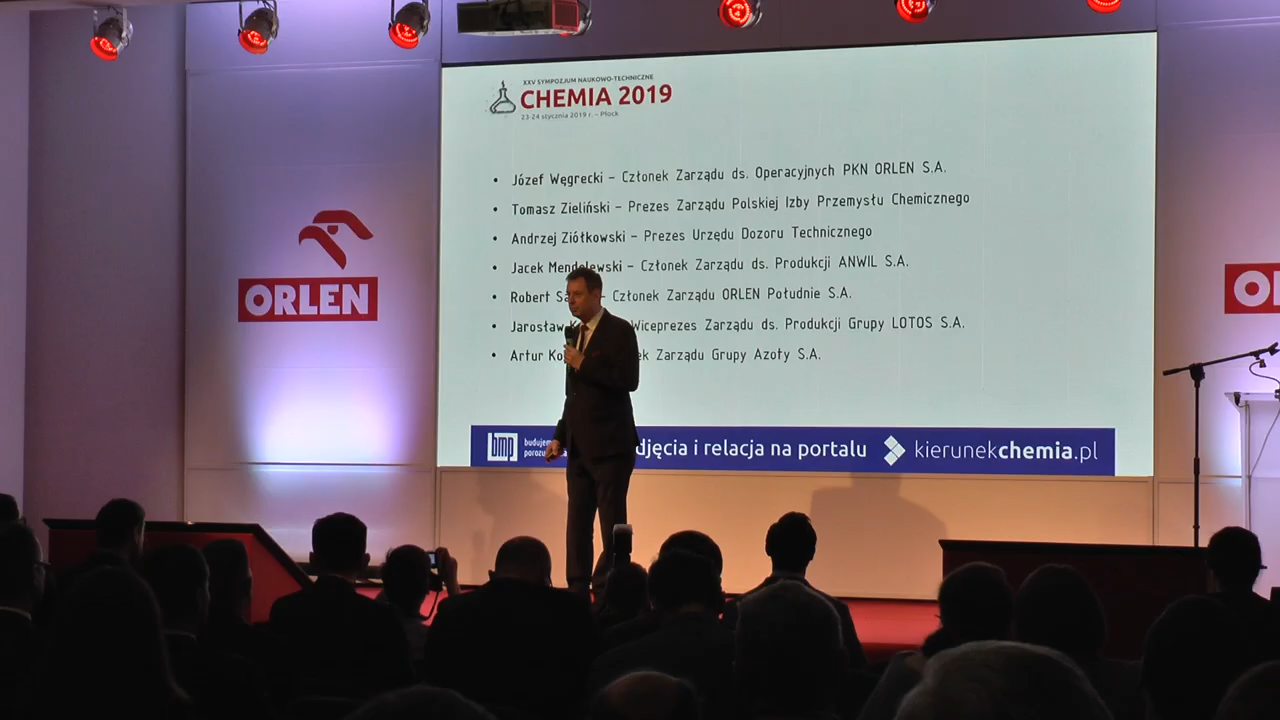 XXV SYMPOZJUM NAUKOWO-TECHNICZNE
CHEMIA 2019
23-24 stycznia 2019 r. – Płock
• Józef Węgrecki – Członek Zarządu ds. Operacyjnych PKN ORLEN S.A.
• Tomasz Zieliński – Prezes Zarządu Polskiej Izby Przemysłu Chemicznego
• Andrzej Ziółkowski – Prezes Urzędu Dozoru Technicznego
• Jacek Mendelewski – Członek Zarządu ds. Produkcji ANWIL S.A.
• Robert – Członek Zarządu ORLEN Południe S.A.
• Jarosław Wiceprezes Zarządu ds. Produkcji Grupy LOTOS S.A.
• Artur Zarządu Grupy Azoty S.A.
bmp
i relacja na portalu
kierunekchemia.pl
ORLEN